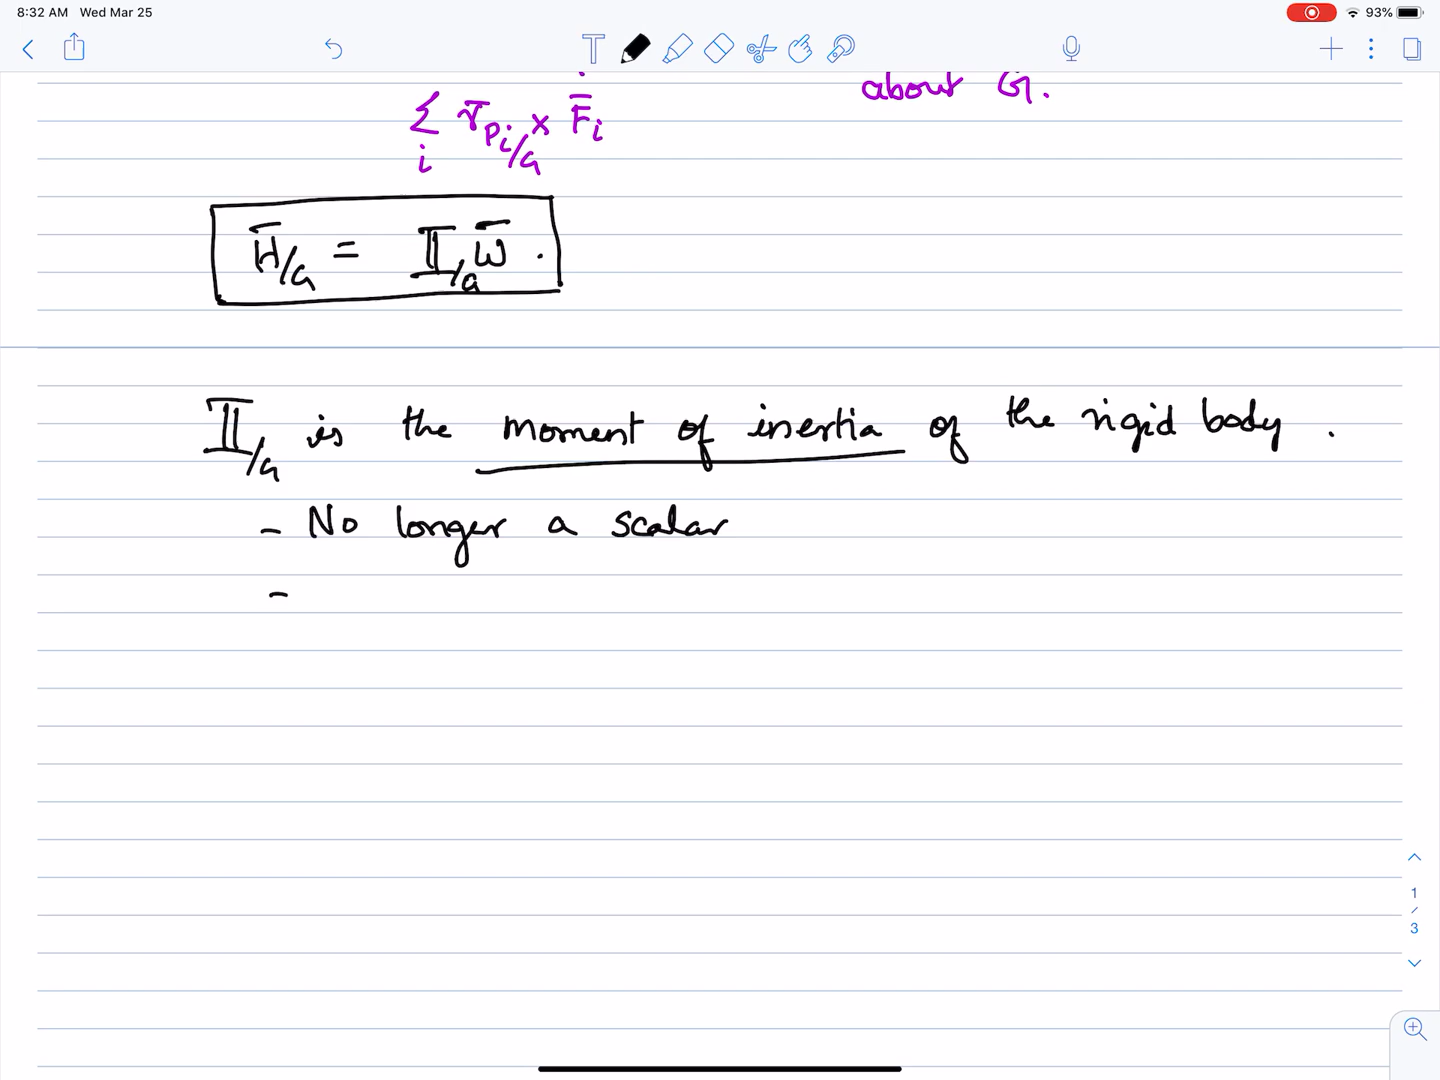 8:32 AM Wed Mar 25 93%
about G.
Σ r̄_{Pi/G} × F̄_i
i
H̄/G = 𝕀/G ω̄ .
𝕀/G is the moment of inertia of the rigid body .
- No longer a scalar
-
1
/
3